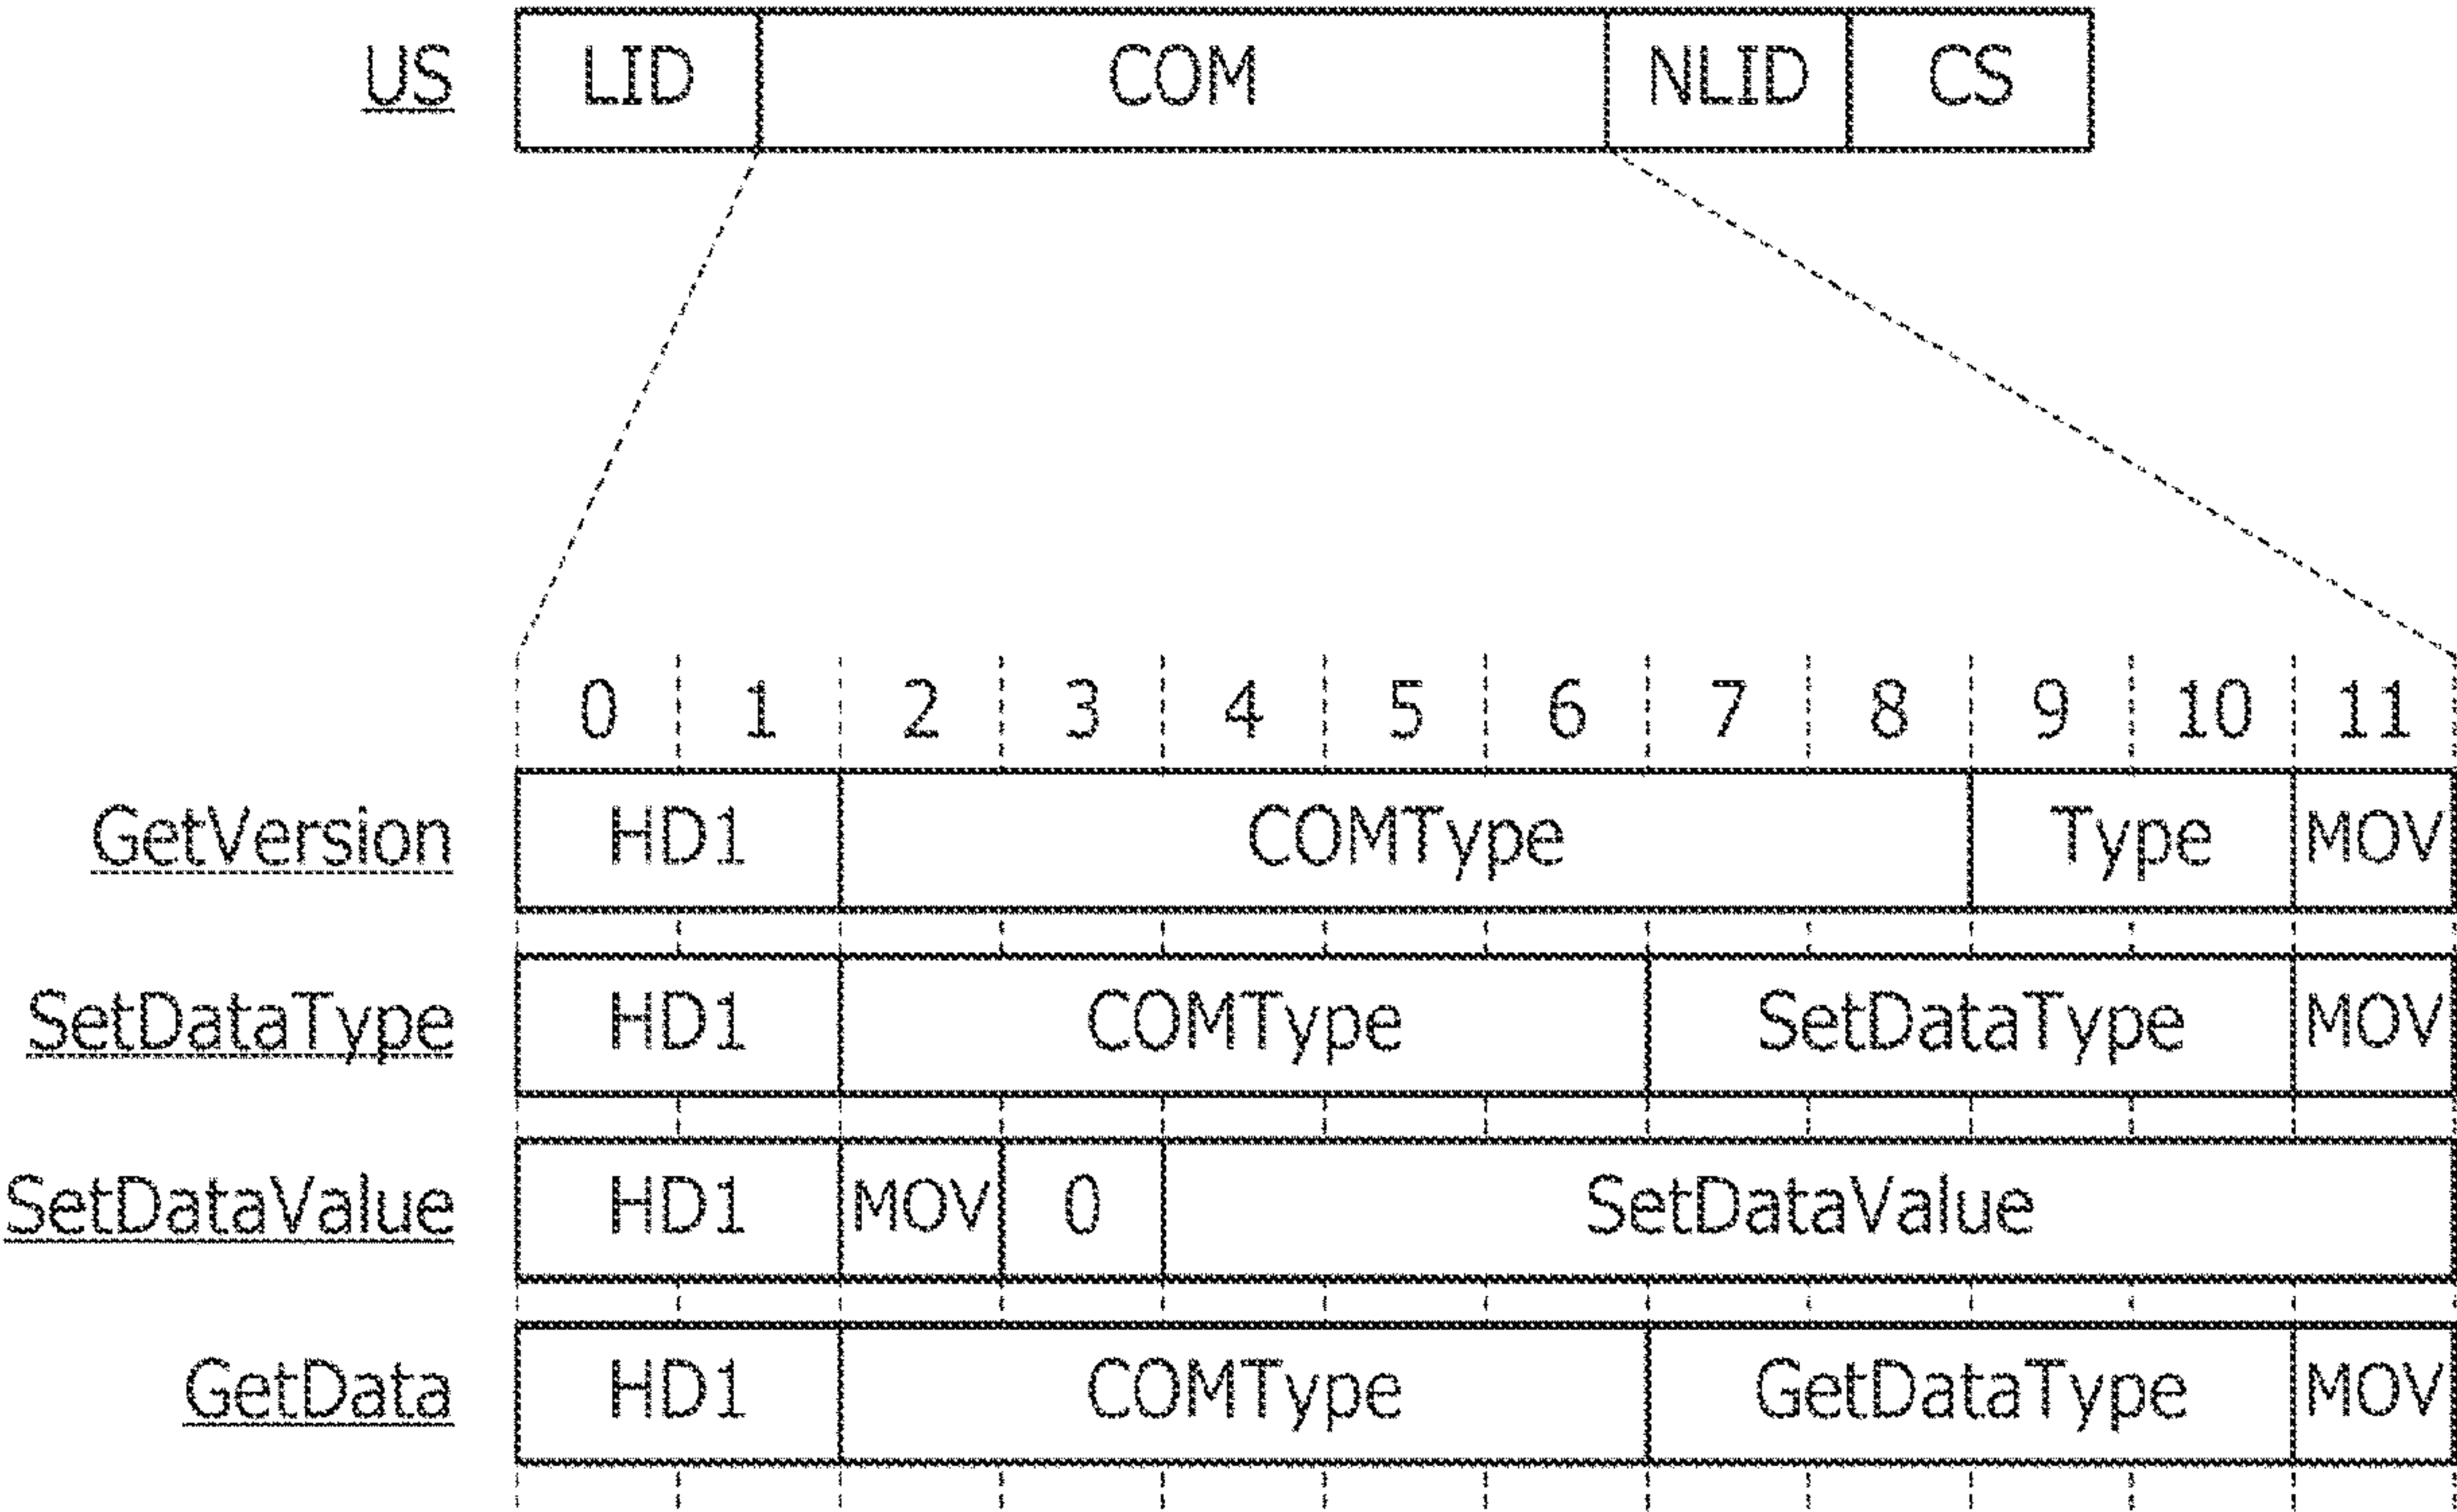 US LID COM NLID CS
0 1 2 3 4 5 6 7 8 9 10 11
GetVersion HD1 COMType Type MOV
SetDataType HD1 COMType SetDataType MOV
SetDataValue HD1 MOV 0 SetDataValue
GetData HD1 COMType GetDataType MOV